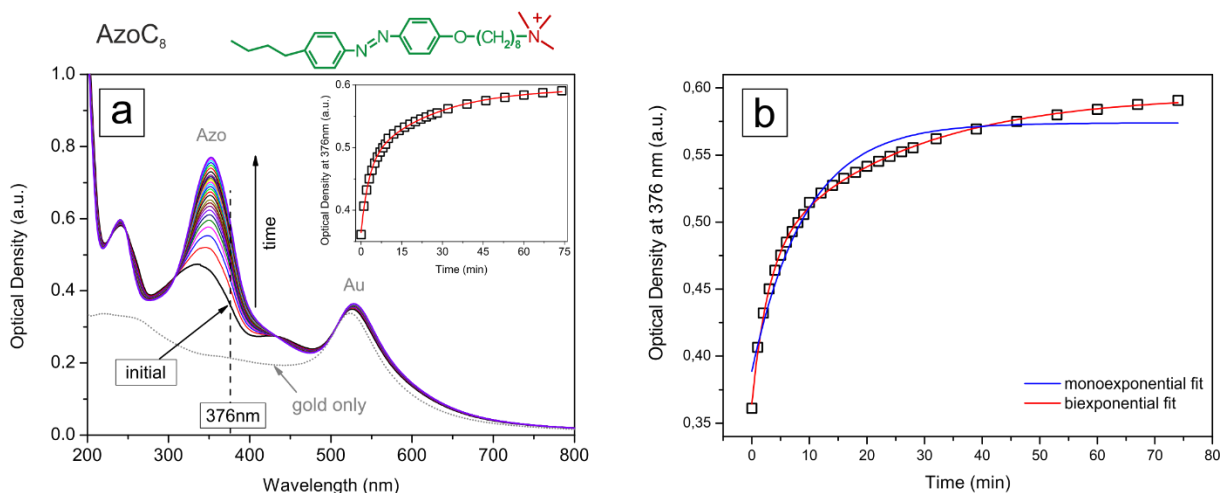 AzoC₈
N
N
O
(CH₂)₈
N
+
a
Azo
time
Au
initial
376nm
gold only
1.0
0.8
0.6
0.4
0.2
0.0
200 300 400 500 600 700 800
Optical Density (a.u.)
Wavelength (nm)
0.6
0.5
0.4
0 15 30 45 60 75
Optical Density at 376nm (a.u.)
Time (min)
b
0,60
0,55
0,50
0,45
0,40
0,35
0 10 20 30 40 50 60 70 80
Optical Density at 376 nm (a.u.)
Time (min)
monoexponential fit
biexponential fit